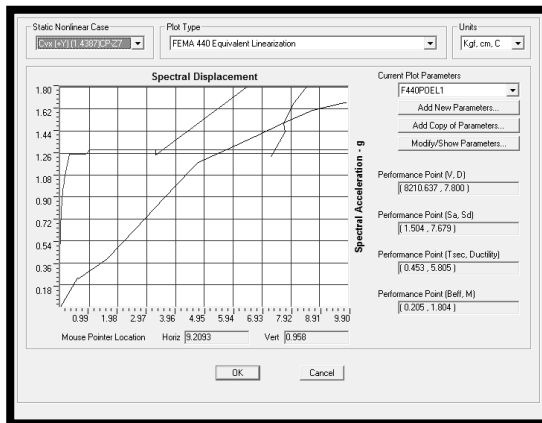 Static Nonlinear Case
Cvx (+Y) (1.4387)CP-Z7
Plot Type
FEMA 440 Equivalent Linearization
Units
Kgf, cm, C
Spectral Displacement
1.80
1.62
1.44
1.26
1.08
0.90
0.72
0.54
0.36
0.18
0.99 1.98 2.97 3.96 4.95 5.94 6.93 7.92 8.91 9.90
Spectral Acceleration - g
Mouse Pointer Location Horiz 9.2093 Vert 0.958
Current Plot Parameters
F440POEL1
Add New Parameters...
Add Copy of Parameters...
Modify/Show Parameters...
Performance Point (V, D)
( 8210.637 , 7.800 )
Performance Point (Sa, Sd)
( 1.504 , 7.679 )
Performance Point (Tsec, Ductility)
( 0.453 , 5.805 )
Performance Point (Beff, M)
( 0.205 , 1.804 )
OK
Cancel